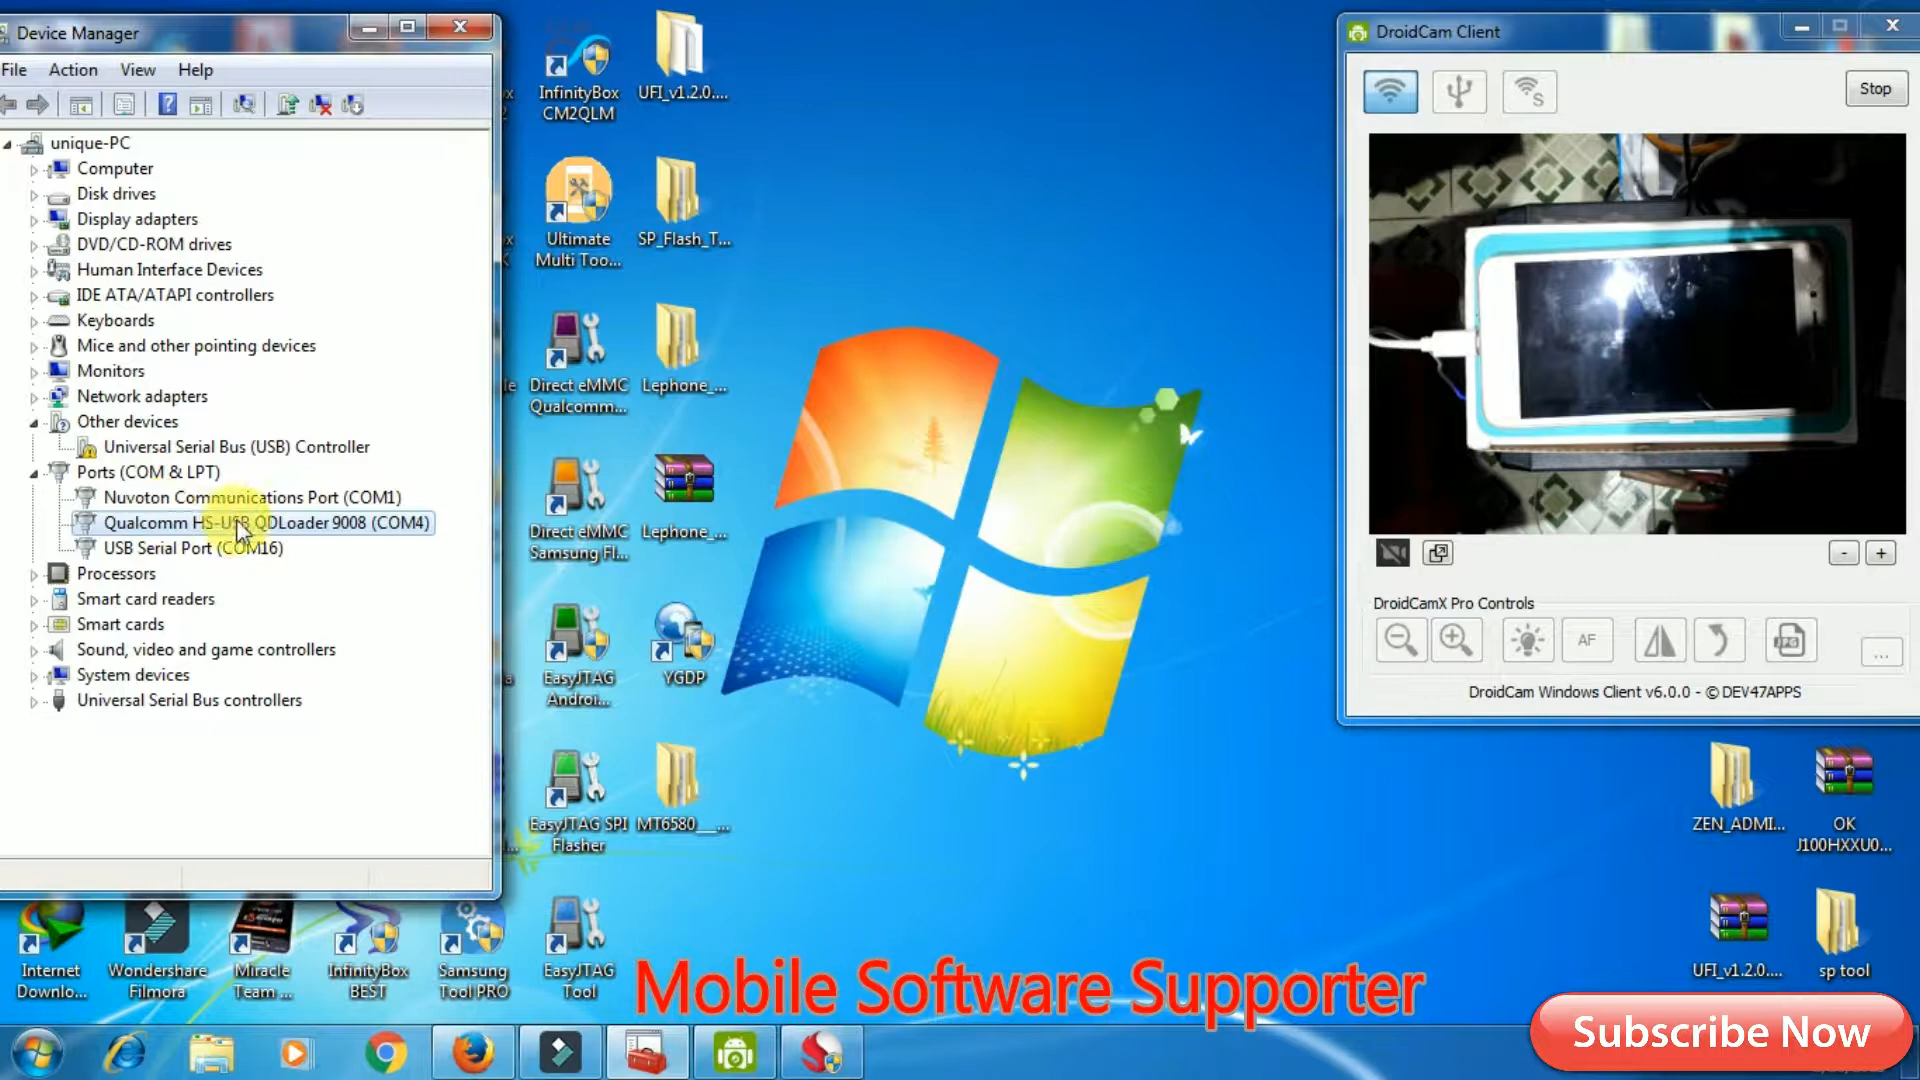 Device Manager
File Action View Help
unique-PC
Computer
Disk drives
Display adapters
DVD/CD-ROM drives
Human Interface Devices
IDE ATA/ATAPI controllers
Keyboards
Mice and other pointing devices
Monitors
Network adapters
Other devices
Universal Serial Bus (USB) Controller
Ports (COM & LPT)
Nuvoton Communications Port (COM1)
Qualcomm HS-USB QDLoader 9008 (COM4)
USB Serial Port (COM16)
Processors
Smart card readers
Smart cards
Sound, video and game controllers
System devices
Universal Serial Bus controllers
InfinityBox
CM2QLM
UFI_v1.2.0....
Ultimate
Multi Too...
SP_Flash_T...
Direct eMMC
Qualcomm...
Lephone_...
Direct eMMC
Samsung Fl...
Lephone_...
EasyJTAG
Androi...
YGDP
EasyJTAG SPI
Flasher
MT6580___...
Internet
Downlo...
Wondershare
Filmora
Miracle
Team ...
InfinityBox
BEST
Samsung
Tool PRO
EasyJTAG
Tool
DroidCam Client
S
Stop
- +
DroidCamX Pro Controls
AF
JPG
...
DroidCam Windows Client v6.0.0 - © DEV47APPS
ZEN_ADMI...
OK
J100HXXU0...
UFI_v1.2.0....
sp tool
Mobile Software Supporter
Subscribe Now